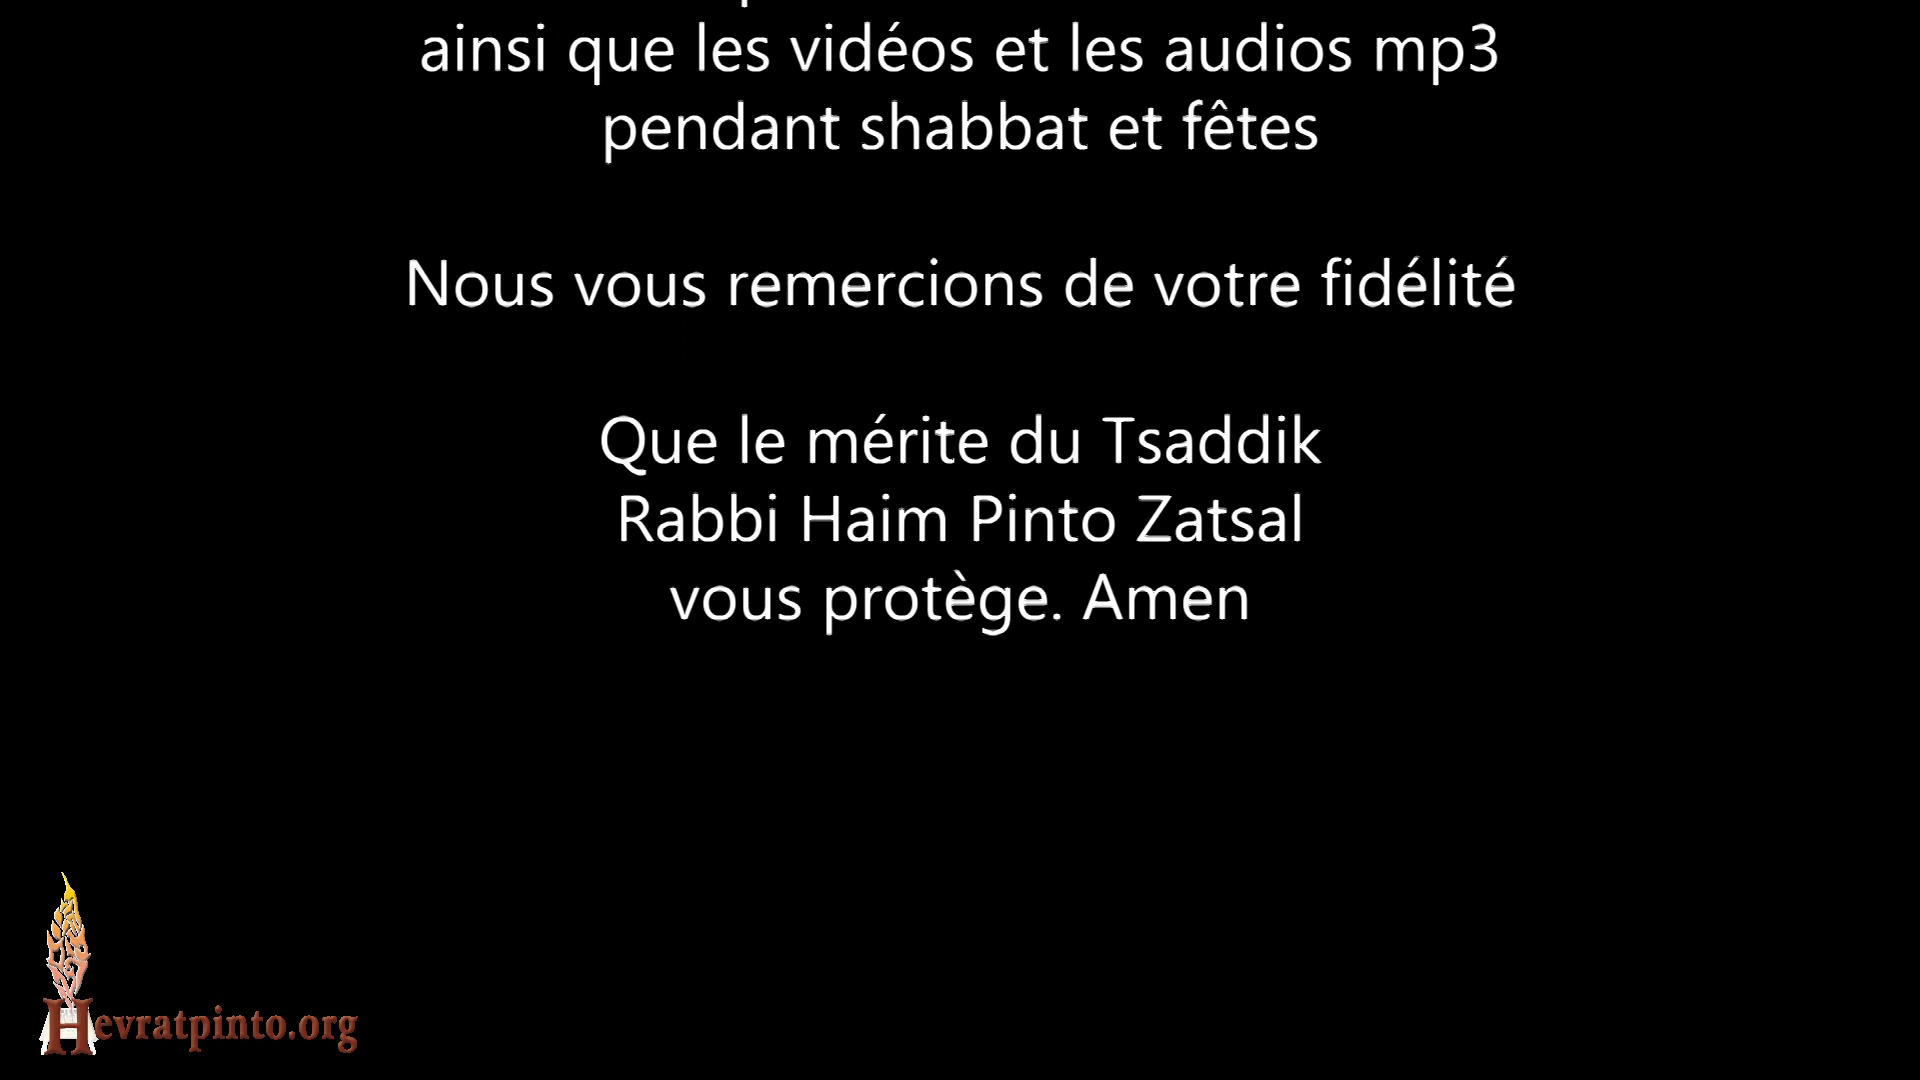 ainsi que les vidéos et les audios mp3
pendant shabbat et fêtes
Nous vous remercions de votre fidélité
Que le mérite du Tsaddik
Rabbi Haim Pinto Zatsal
vous protège. Amen
Hevratpinto.org